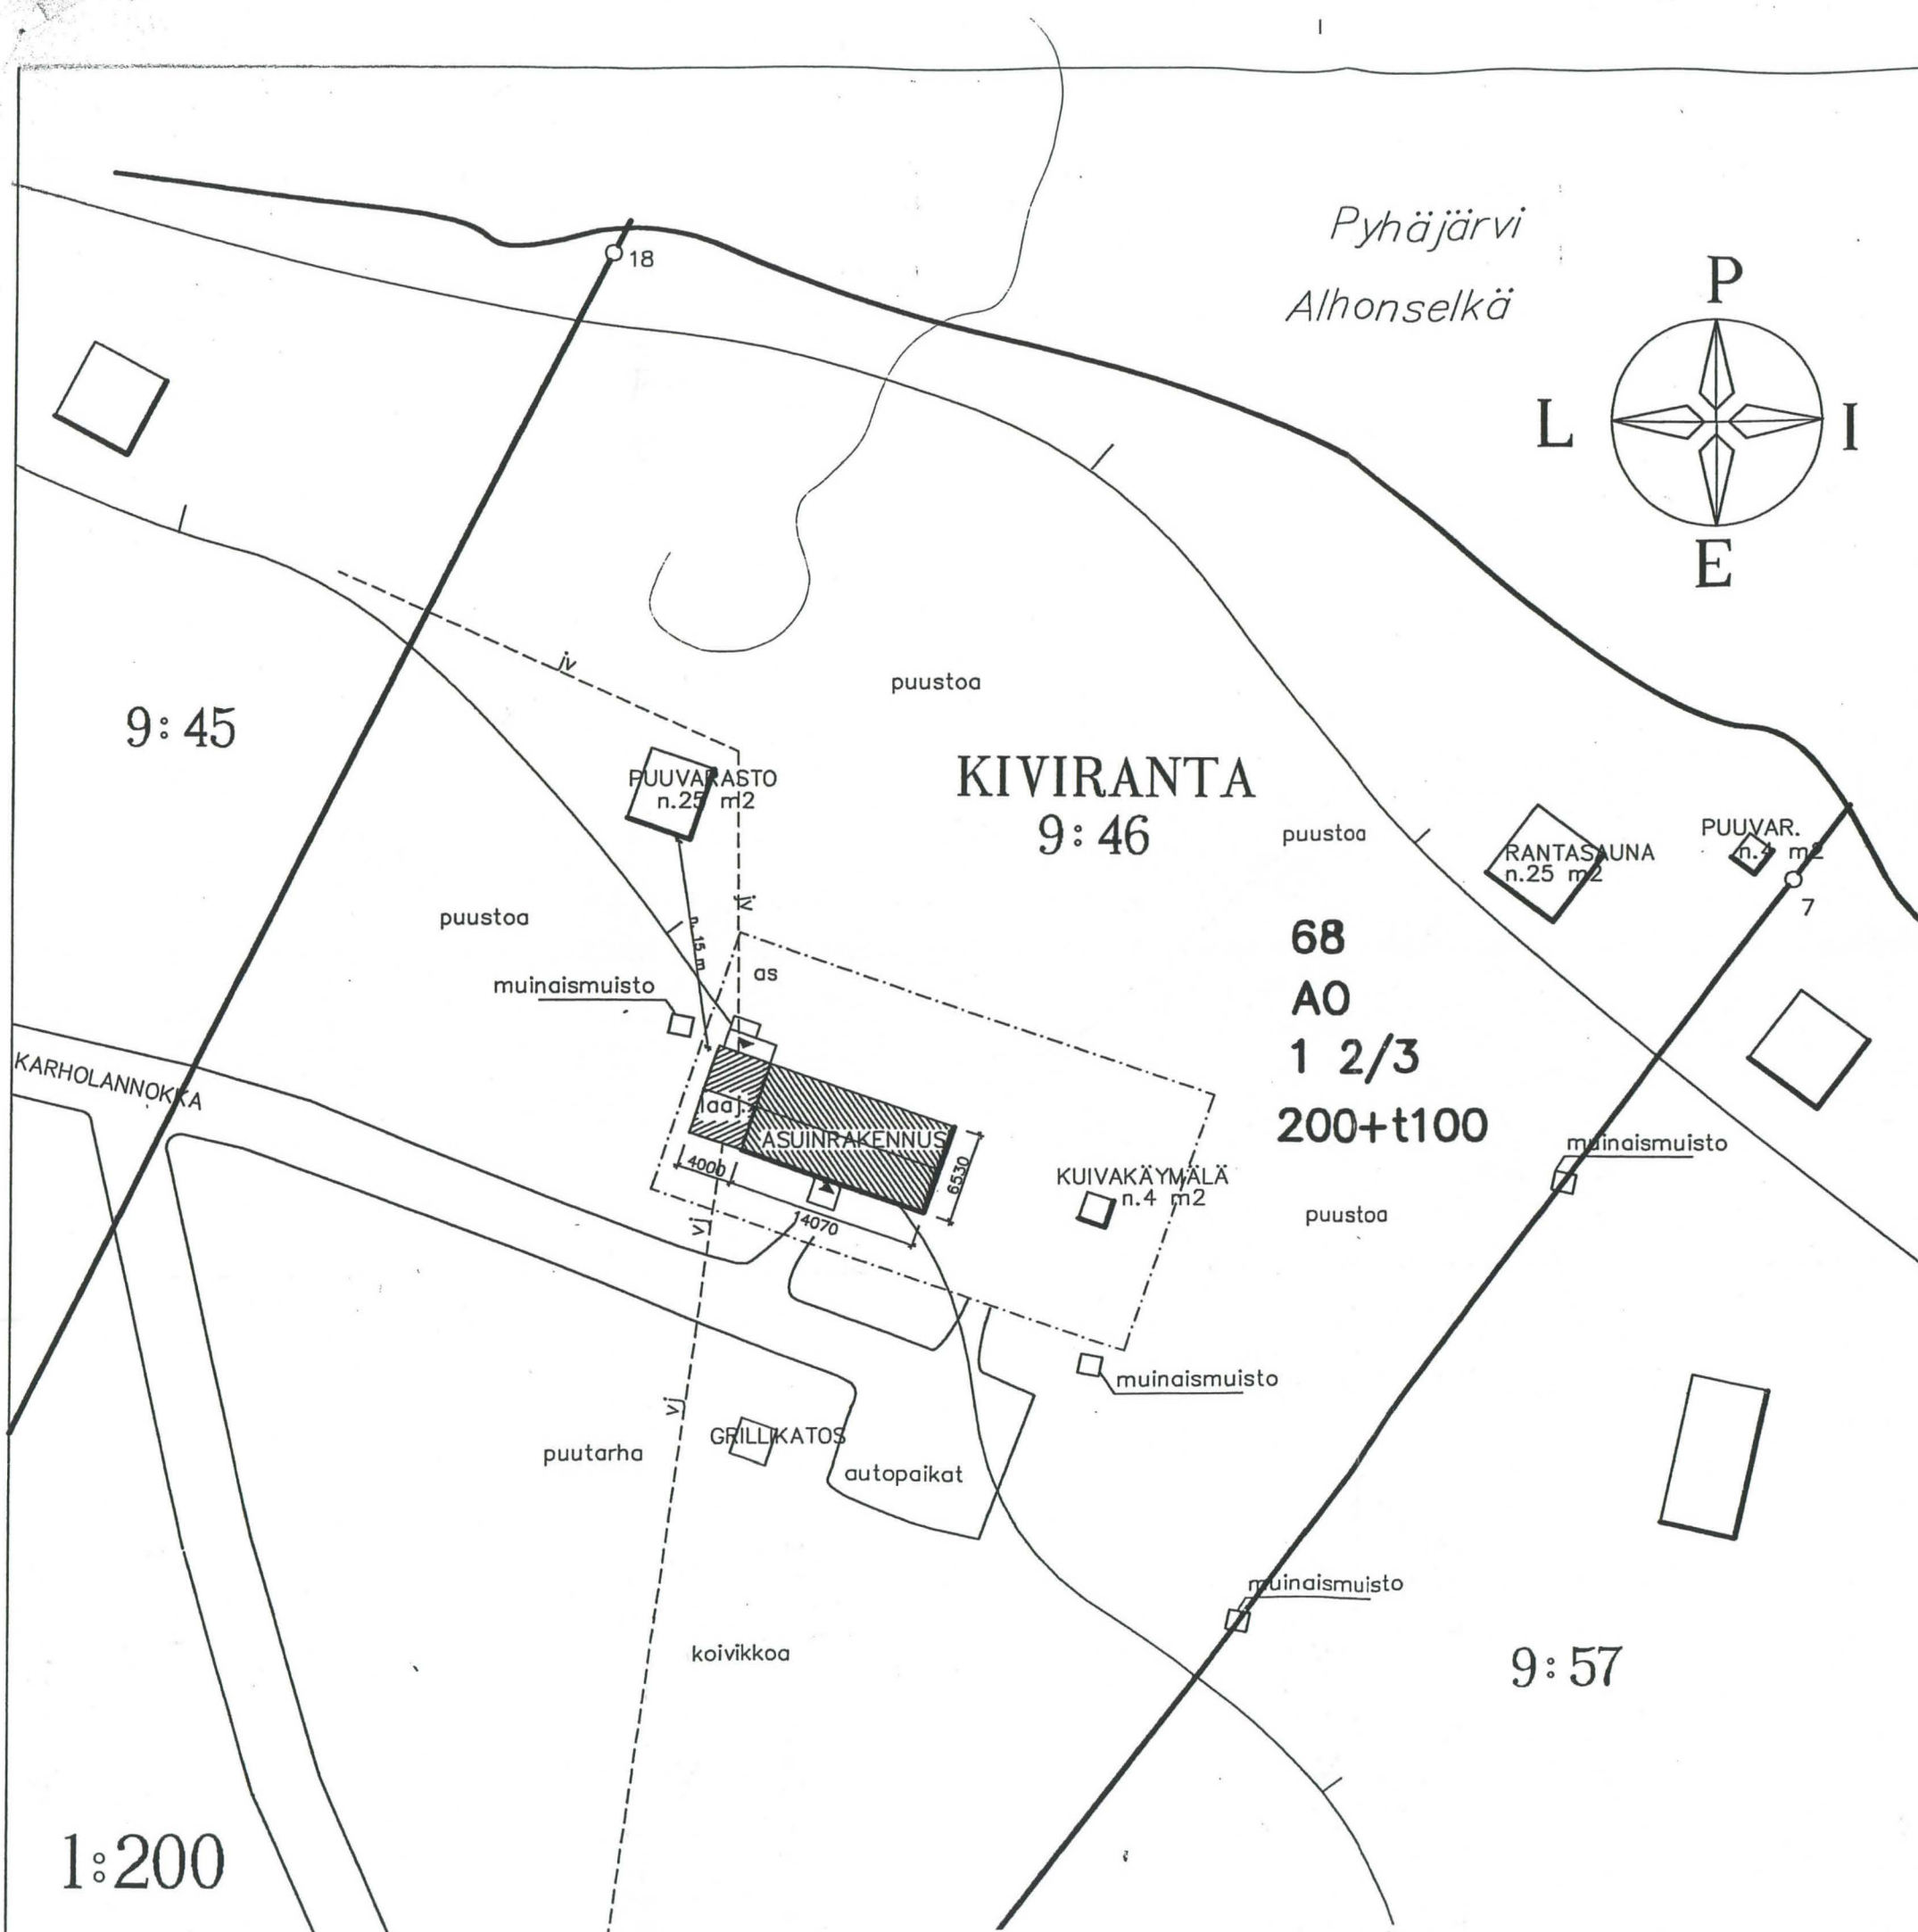 Pyhäjärvi
Alhonselkä
P
L
I
E
18
jv
9:45
puustoa
KIVIRANTA
9:46
PUUVARASTO
n.25 m2
puustoa
RANTASAUNA
n.25 m2
PUUVAR.
n.4 m2
7
jv
puustoa
n. 15 m
as
muinaismuisto
68
AO
1 2/3
200+t100
KARHOLANNOKKA
laaj.
ASUINRAKENNUS
4000
14070
6530
KUIVAKÄYMÄLÄ
n.4 m2
puustoa
muinaismuisto
vj
muinaismuisto
vj
GRILLIKATOS
puutarha
autopaikat
muinaismuisto
koivikkoa
9:57
1:200